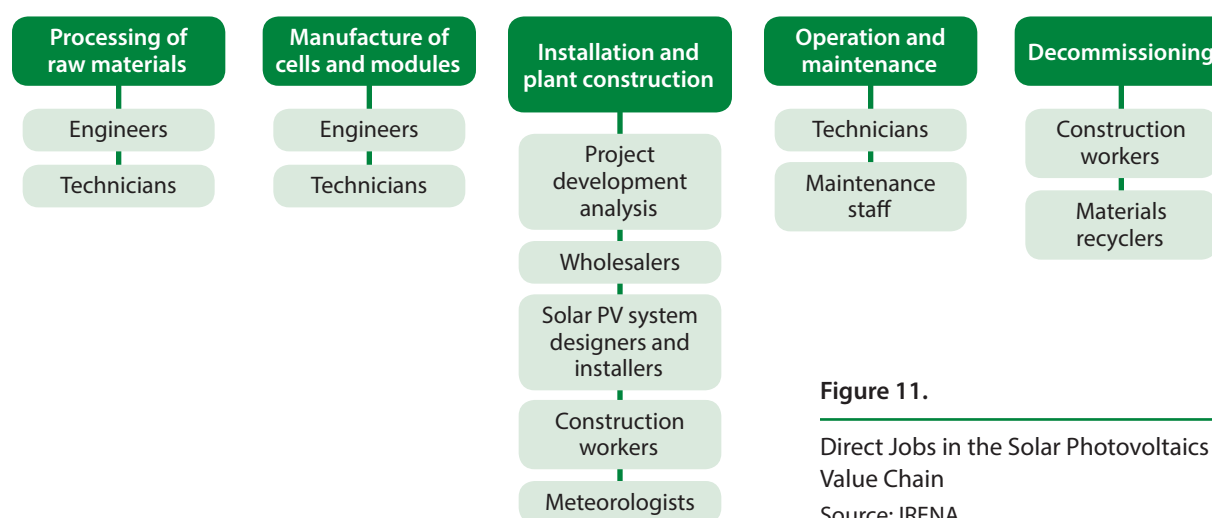 Processing of
raw materials
Engineers
Technicians
Manufacture of
cells and modules
Engineers
Technicians
Installation and
plant construction
Project
development
analysis
Wholesalers
Solar PV system
designers and
installers
Construction
workers
Meteorologists
Operation and
maintenance
Technicians
Maintenance
staff
Decommissioning
Construction
workers
Materials
recyclers
Figure 11.
Direct Jobs in the Solar Photovoltaics
Value Chain
Source: IRENA